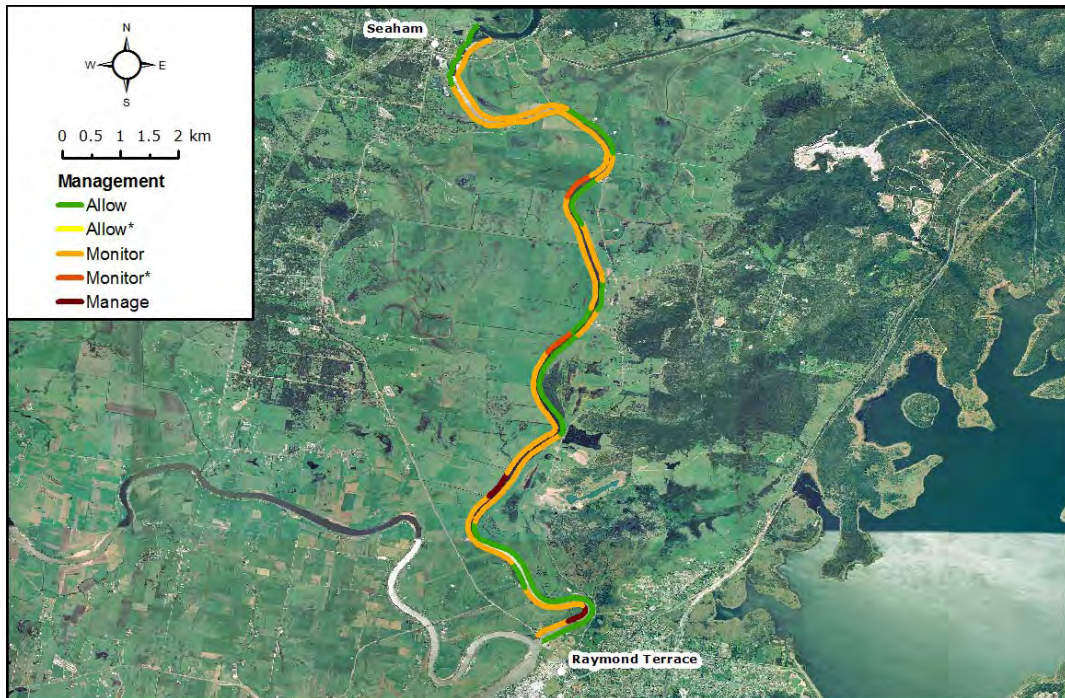 Seaham
N
W E
S
0 0.5 1 1.5 2 km
Management
Allow
Allow*
Monitor
Monitor*
Manage
Raymond Terrace